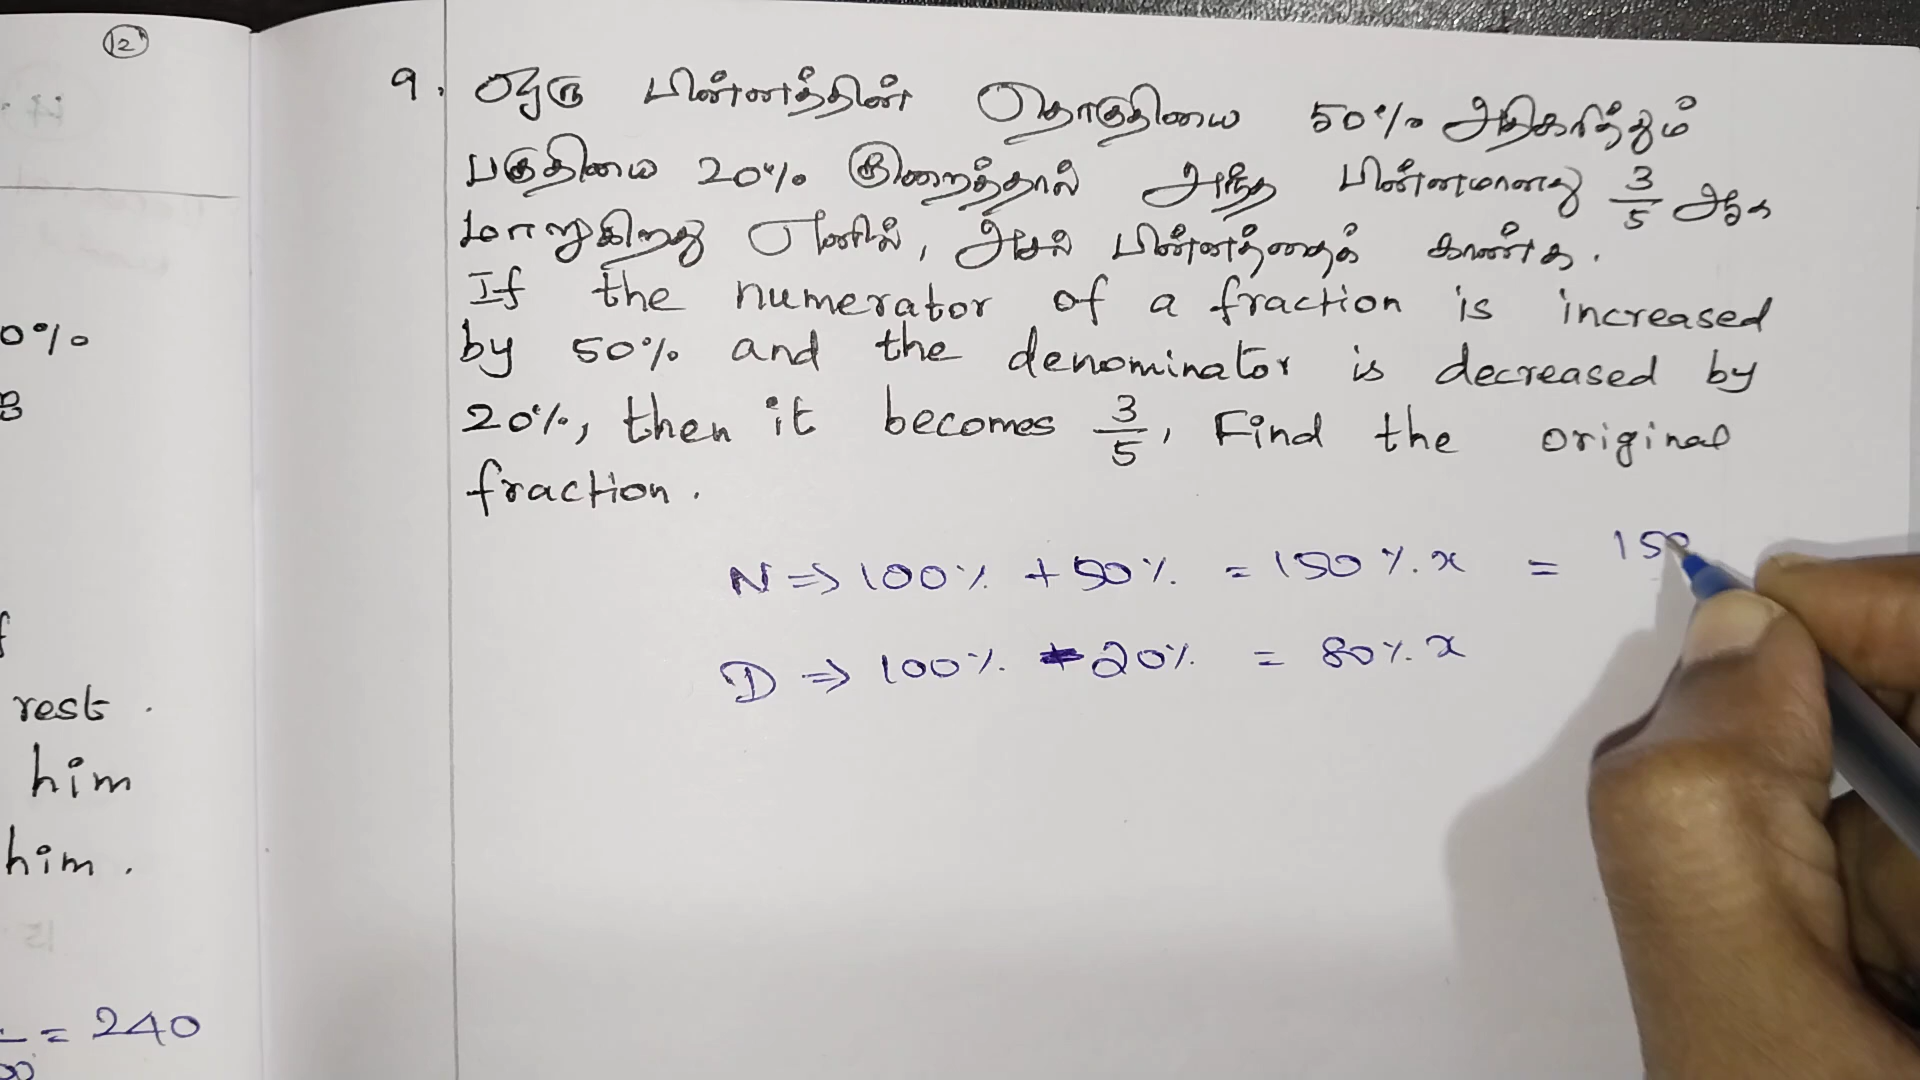 12
0%
rest.
him
him.
= 240
9. ஒரு பின்னத்தின் தொகுதியை 50% அதிகரித்தும்
பகுதியை 20% குறைத்தால் அந்த பின்னமானது 3/5 ஆக
மாறுகிறது எனில், அசல் பின்னத்தைக் காண்க.
If the numerator of a fraction is increased
by 50% and the denominator is decreased by
20%, then it becomes 3/5, Find the original
fraction.
N ⇒ 100% + 50% = 150%.x = 150
D ⇒ 100% - 20% = 80%.x